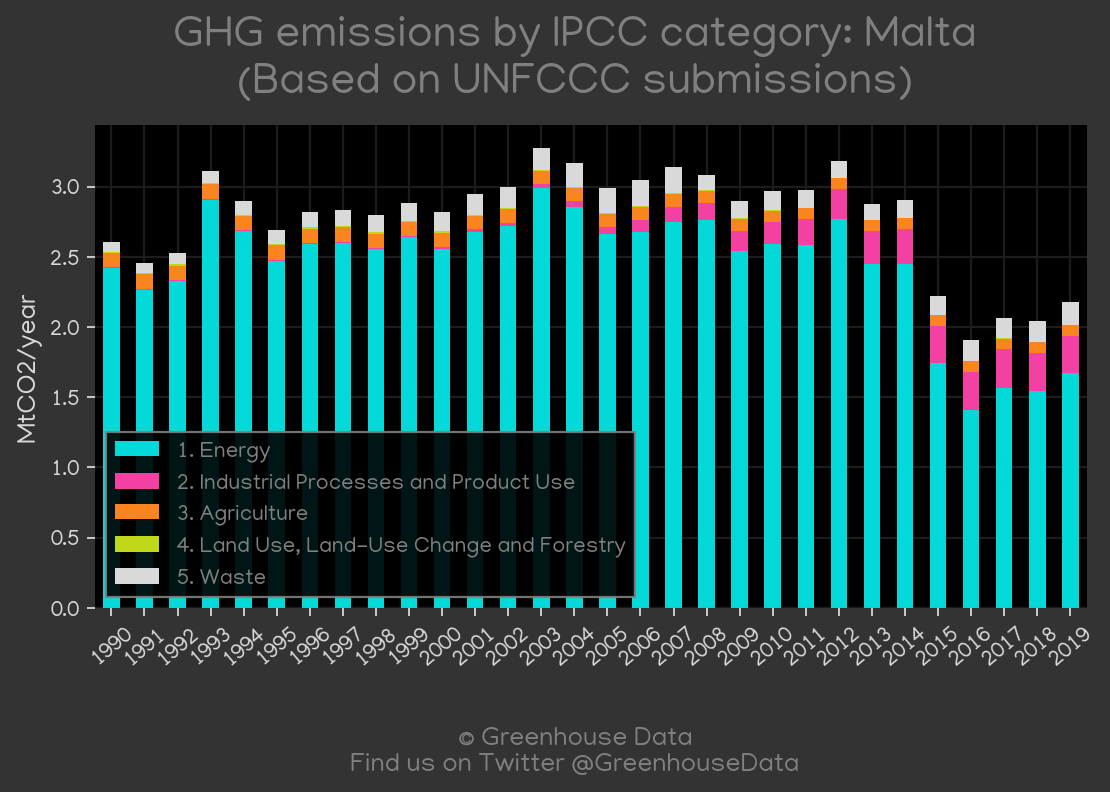 GHG emissions by IPCC category: Malta
(Based on UNFCCC submissions)
MtCO2/year
3.0
2.5
2.0
1.5
1.0
0.5
0.0
1. Energy
2. Industrial Processes and Product Use
3. Agriculture
4. Land Use, Land-Use Change and Forestry
5. Waste
1990 1991 1992 1993 1994 1995 1996 1997 1998 1999 2000 2001 2002 2003 2004 2005 2006 2007 2008 2009 2010 2011 2012 2013 2014 2015 2016 2017 2018 2019
© Greenhouse Data
Find us on Twitter @GreenhouseData